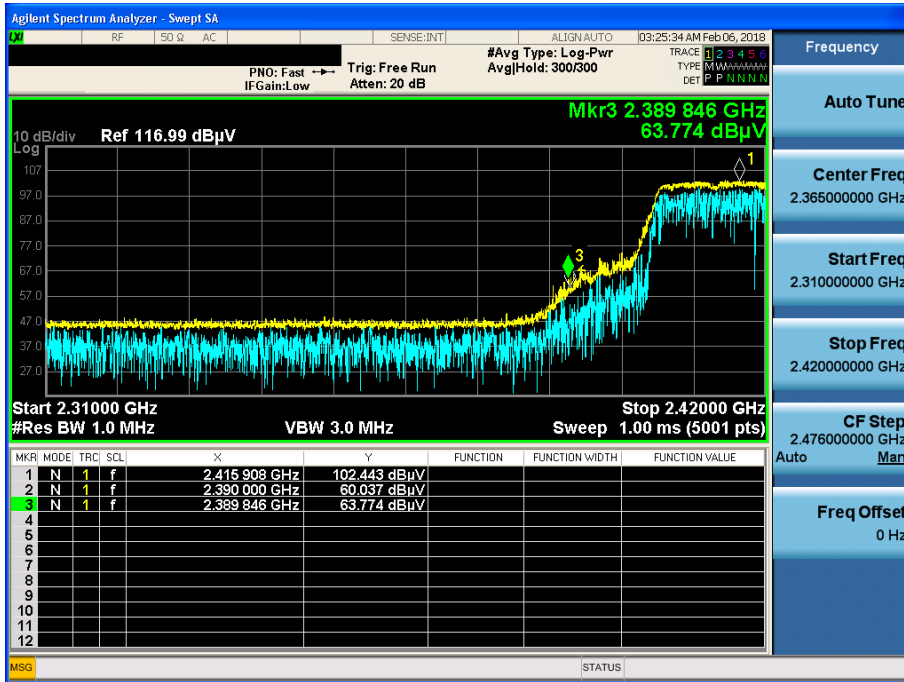 Agilent Spectrum Analyzer - Swept SA
LXI RF 50 Ω AC SENSE:INT ALIGN AUTO 03:25:34 AM Feb 06, 2018
PNO: Fast
IFGain:Low
Trig: Free Run
Atten: 20 dB
#Avg Type: Log-Pwr
Avg|Hold: 300/300
TRACE 1 2 3 4 5 6
TYPE M W W W W W
DET P P N N N N
Mkr3 2.389 846 GHz
63.774 dBµV
10 dB/div Ref 116.99 dBµV
Log
107
97.0
87.0
77.0
67.0
57.0
47.0
37.0
27.0
1
3
Start 2.31000 GHz Stop 2.42000 GHz
#Res BW 1.0 MHz VBW 3.0 MHz Sweep 1.00 ms (5001 pts)
MKR MODE TRC SCL X Y FUNCTION FUNCTION WIDTH FUNCTION VALUE
1 N 1 f 2.415 908 GHz 102.443 dBµV
2 N 1 f 2.390 000 GHz 60.037 dBµV
3 N 1 f 2.389 846 GHz 63.774 dBµV
4
5
6
7
8
9
10
11
12
MSG STATUS
Frequency
Auto Tune
Center Freq
2.365000000 GHz
Start Freq
2.310000000 GHz
Stop Freq
2.420000000 GHz
CF Step
2.476000000 GHz
Auto Man
Freq Offset
0 Hz